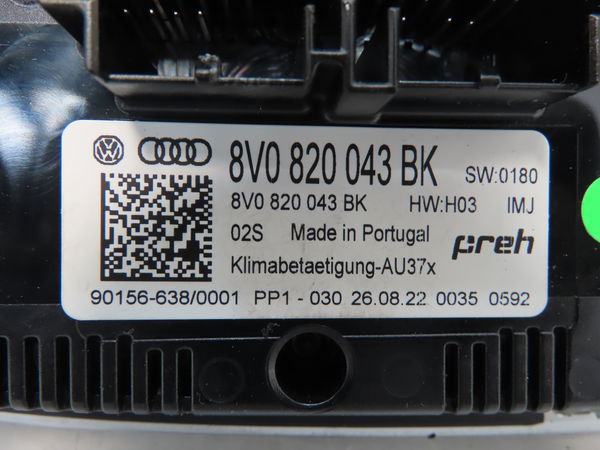 8V0 820 043 BK SW:0180
8V0 820 043 BK HW:H03 IMJ
02S Made in Portugal preh
Klimabetaetigung-AU37x
90156-638/0001 PP1 - 030 26.08.22 0035 0592